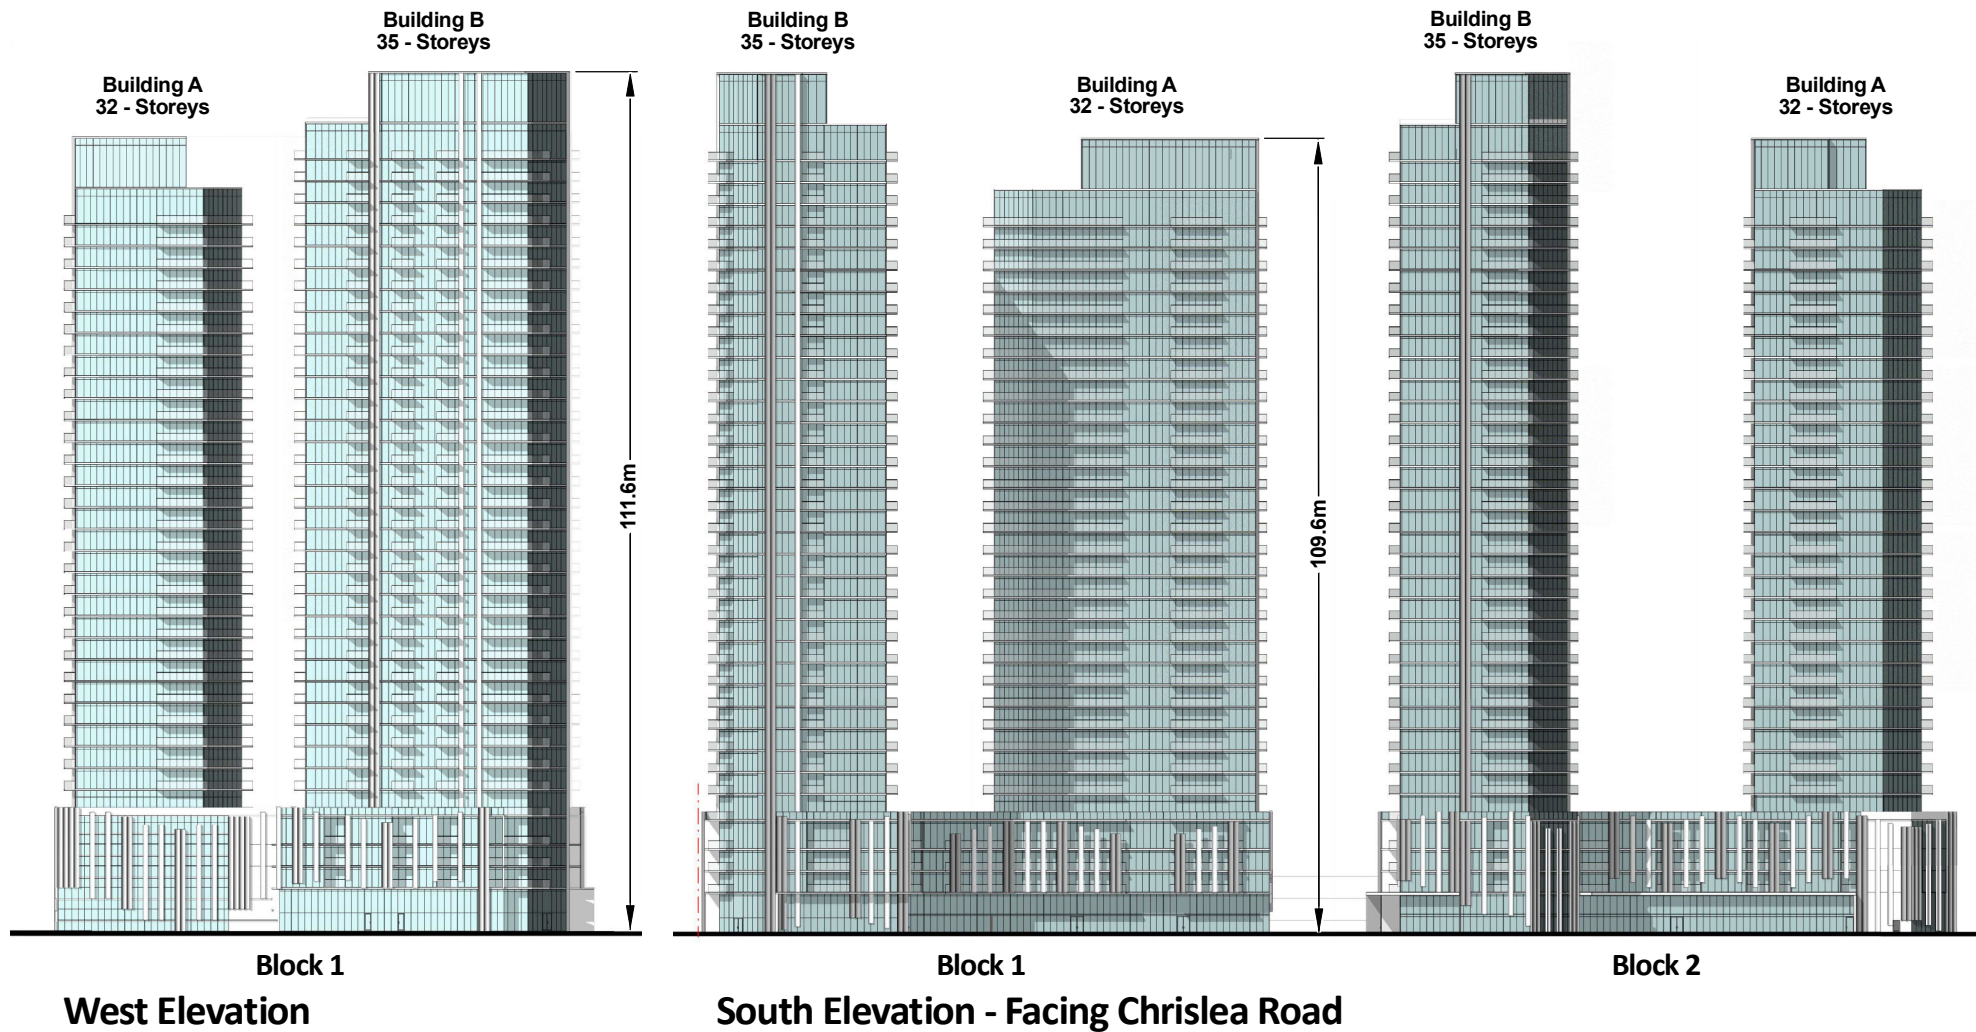 Building B
35 - Storeys
Building A
32 - Storeys
111.6m
Building B
35 - Storeys
Building A
32 - Storeys
109.6m
Building B
35 - Storeys
Building A
32 - Storeys
Block 1
Block 1
Block 2
West Elevation
South Elevation - Facing Chrislea Road